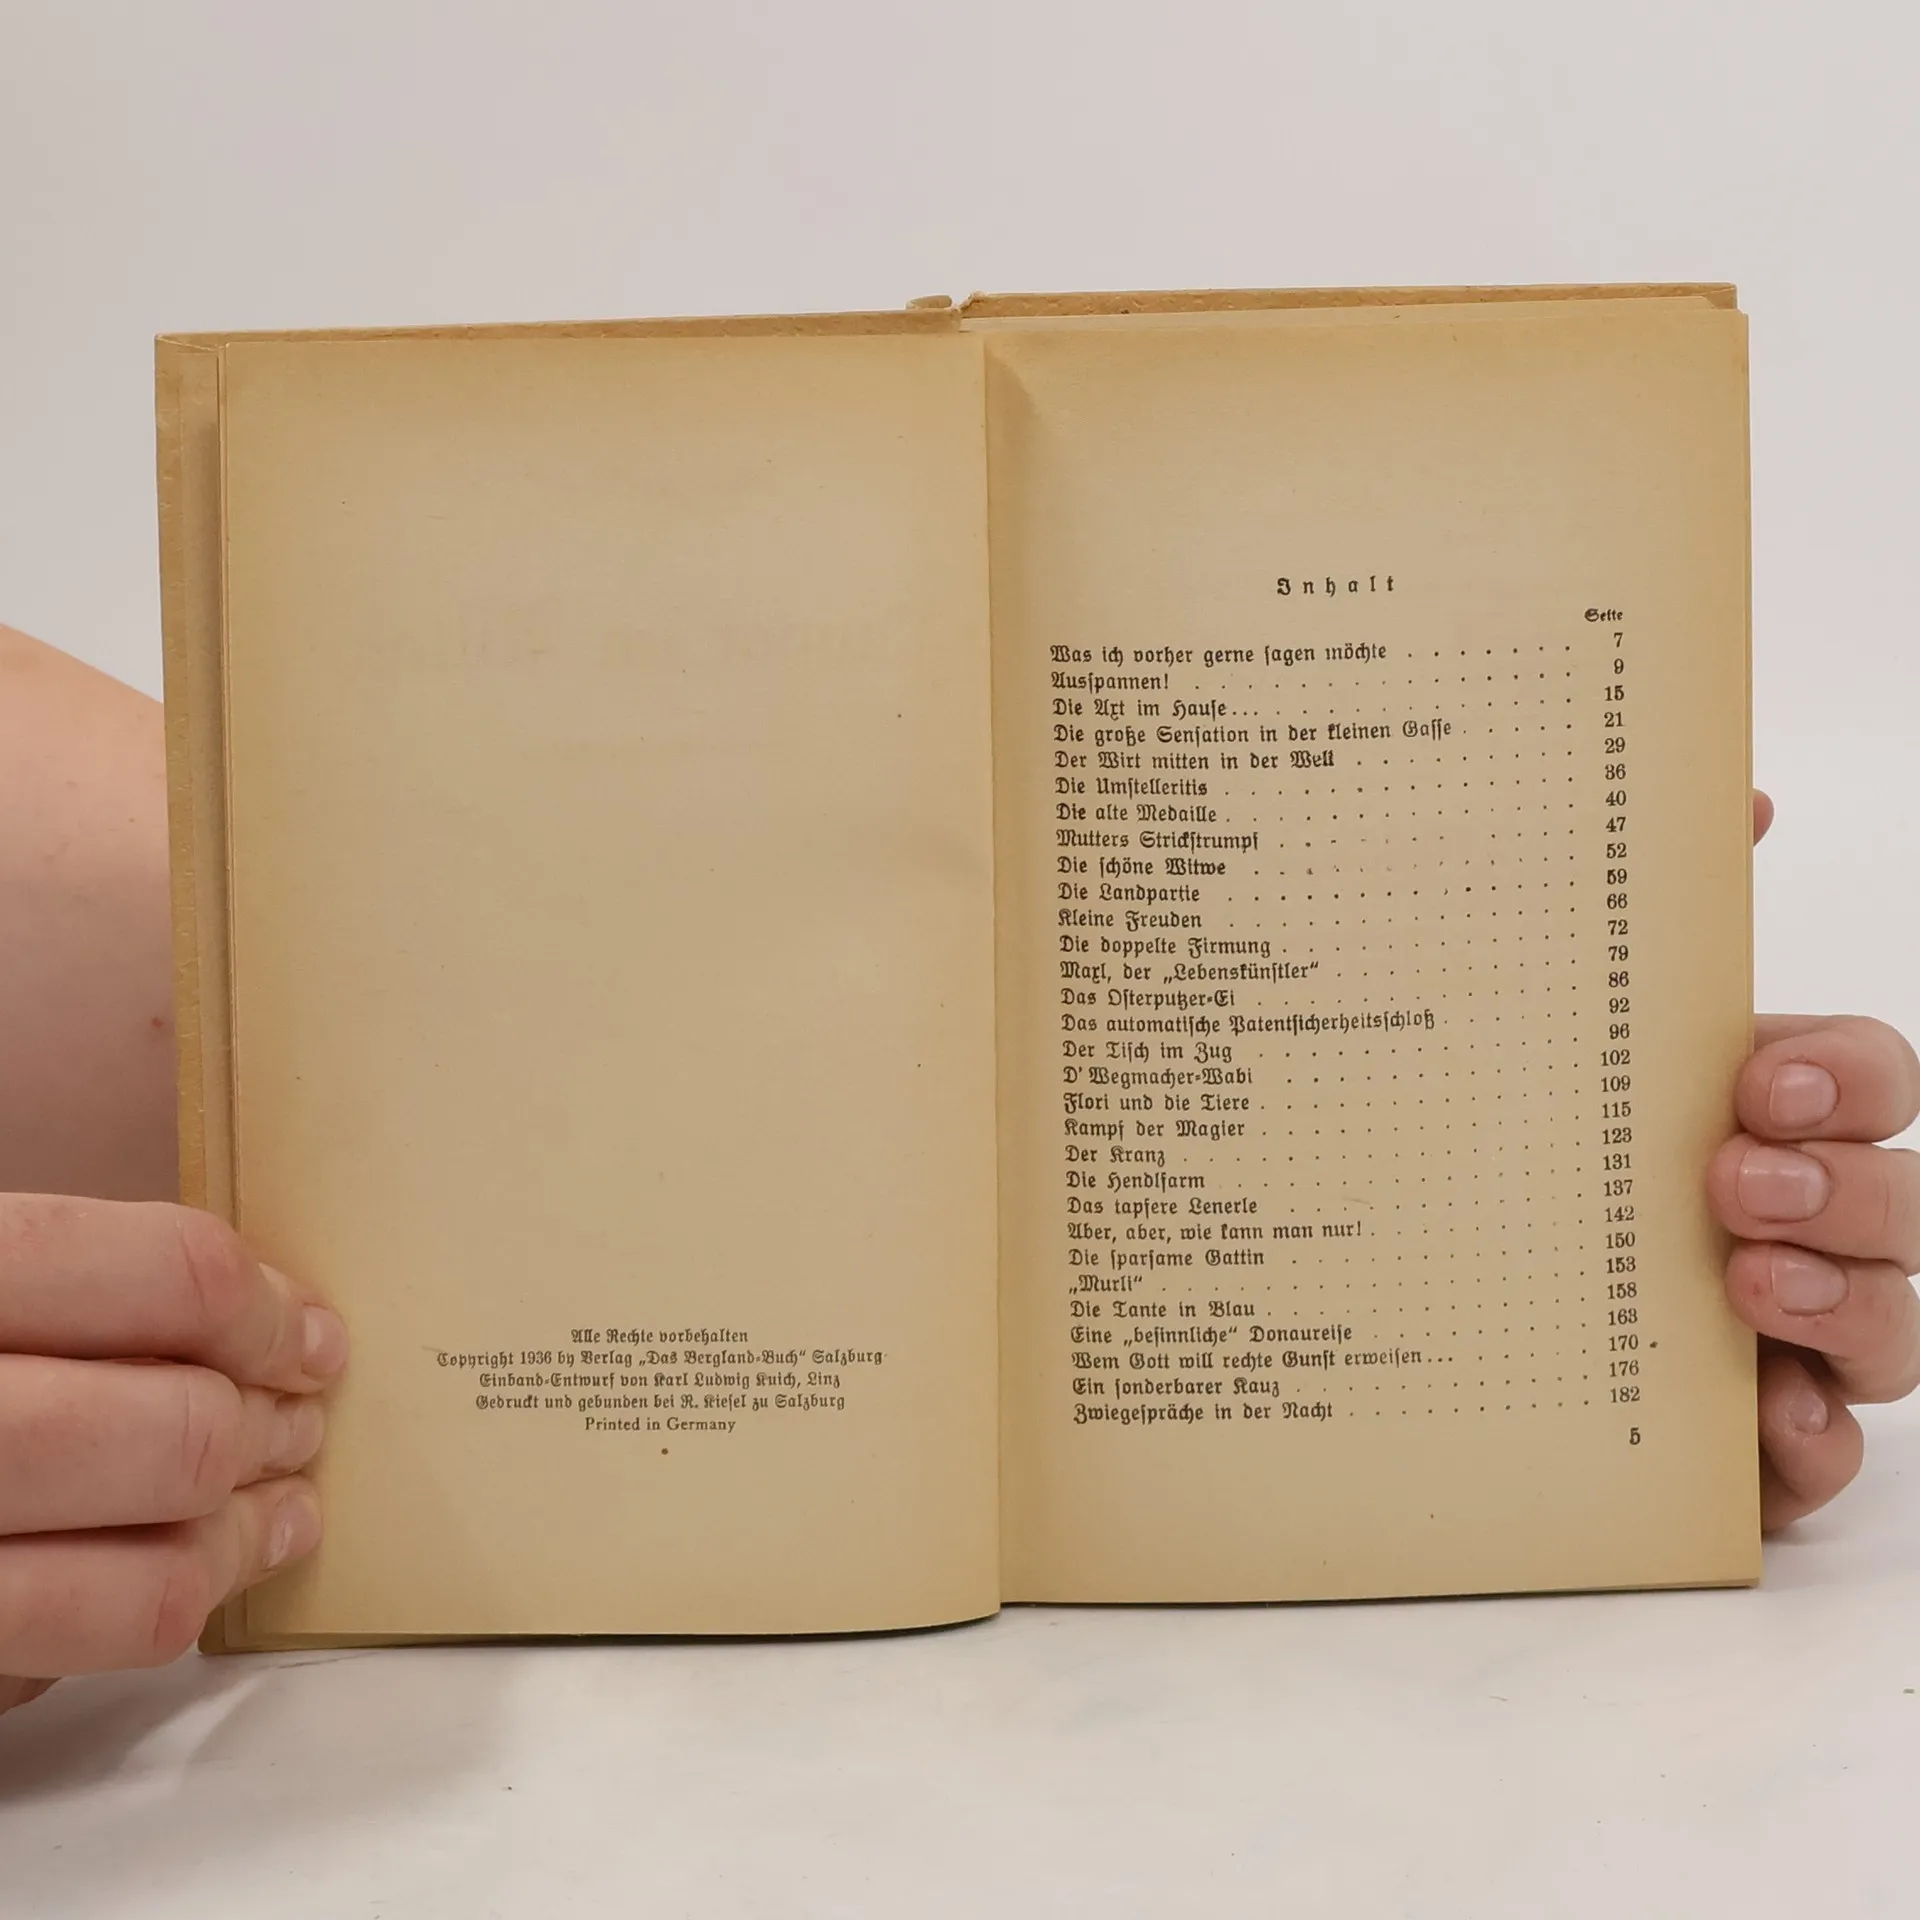 Alle Rechte vorbehalten
Copyright 1936 by Verlag „Das Bergland-Buch“ Salzburg
Einband-Entwurf von Karl Ludwig Kuich, Linz
Gedruckt und gebunden bei R. Kiesel zu Salzburg
Printed in Germany
Inhalt
Seite
Was ich vorher gerne sagen möchte . . . . . . . 7
Ausspannen! . . . . . . . . . . . . . . . 9
Die Axt im Hause... . . . . . . . . . . . . 15
Die große Sensation in der kleinen Gasse . . . . . 21
Der Wirt mitten in der Welt . . . . . . . . . 29
Die Umstelleritis . . . . . . . . . . . . . . 36
Die alte Medaille . . . . . . . . . . . . . . 40
Mutters Strickstrumpf . . . . . . . . . . . . 47
Die schöne Witwe . . . . . . . . . . . . . 52
Die Landpartie . . . . . . . . . . . . . . 59
Kleine Freuden . . . . . . . . . . . . . . 66
Die doppelte Firmung . . . . . . . . . . . . 72
Maxl, der „Lebenskünstler“ . . . . . . . . . . 79
Das Osterputzer-Ei . . . . . . . . . . . . . 86
Das automatische Patentsicherheitsschloß . . . . . . 92
Der Tisch im Zug . . . . . . . . . . . . . 96
D' Wegmacher-Wabi . . . . . . . . . . . . 102
Flori und die Tiere . . . . . . . . . . . . . 109
Kampf der Magier . . . . . . . . . . . . . 115
Der Kranz . . . . . . . . . . . . . . . . 123
Die Hendlfarm . . . . . . . . . . . . . . 131
Das tapfere Lenerle . . . . . . . . . . . . 137
Aber, aber, wie kann man nur! . . . . . . . . . 142
Die sparsame Gattin . . . . . . . . . . . . 150
„Murli“ . . . . . . . . . . . . . . . . . 153
Die Tante in Blau . . . . . . . . . . . . . 158
Eine „besinnliche“ Donaureise . . . . . . . . . 163
Wem Gott will rechte Gunst erweisen... . . . . . . 170
Ein sonderbarer Kauz . . . . . . . . . . . . 176
Zwiegespräche in der Nacht . . . . . . . . . . 182
5